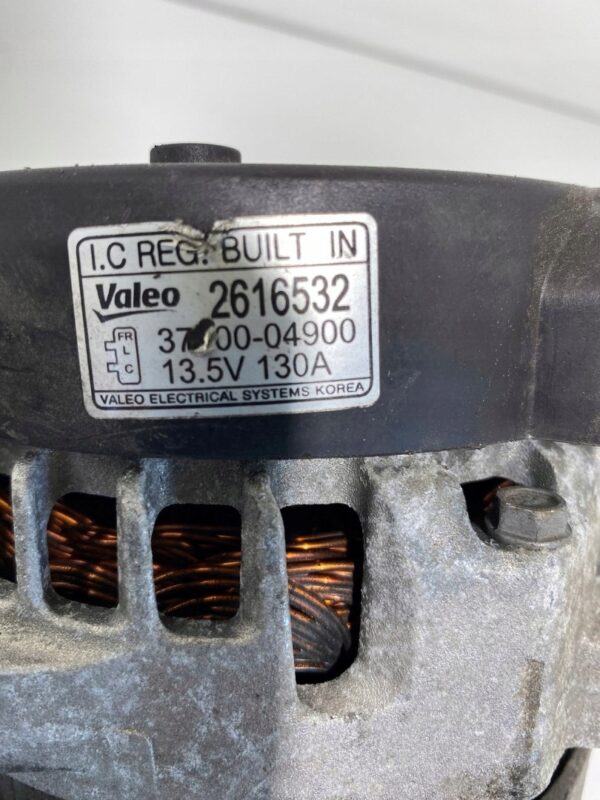 I.C REG. BUILT IN
Valeo 2616532
FR
L
C
13.5V 130A
VALEO ELECTRICAL SYSTEMS KOREA